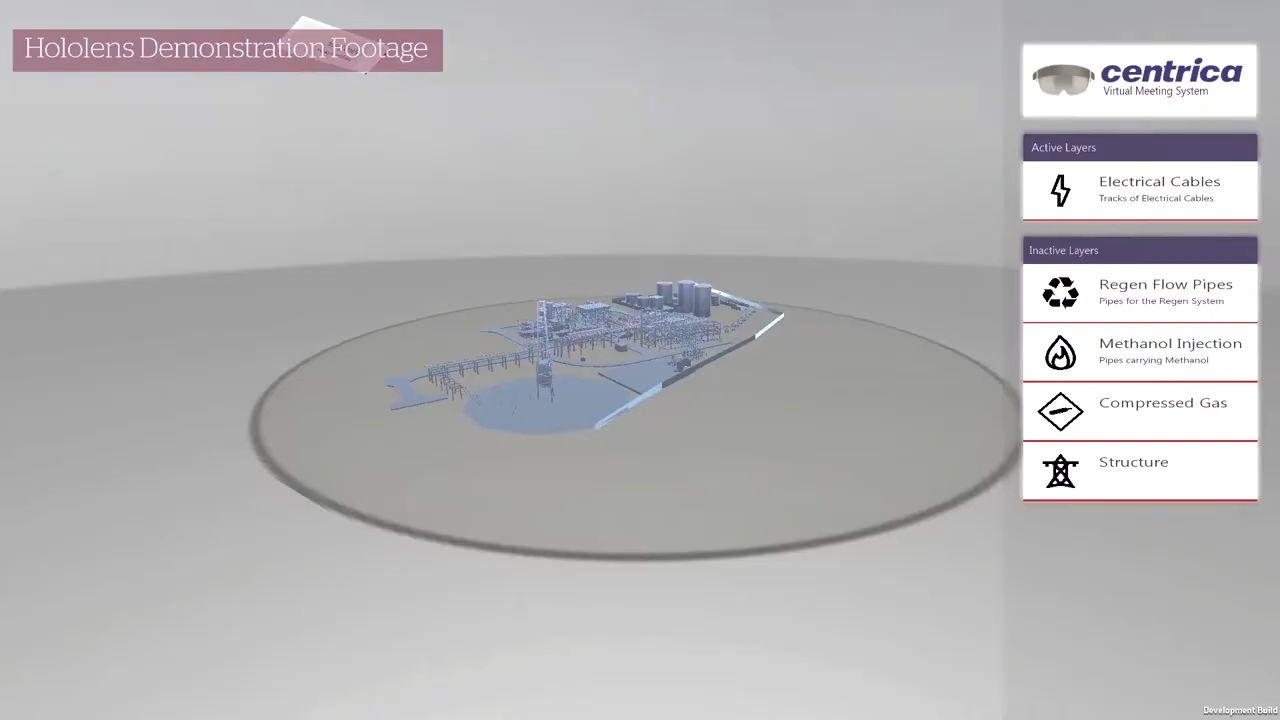 Hololens Demonstration Footage
centrica
Virtual Meeting System
Active Layers
Electrical Cables
Tracks of Electrical Cables
Inactive Layers
Regen Flow Pipes
Pipes for the Regen System
Methanol Injection
Pipes carrying Methanol
Compressed Gas
Structure
Development Build